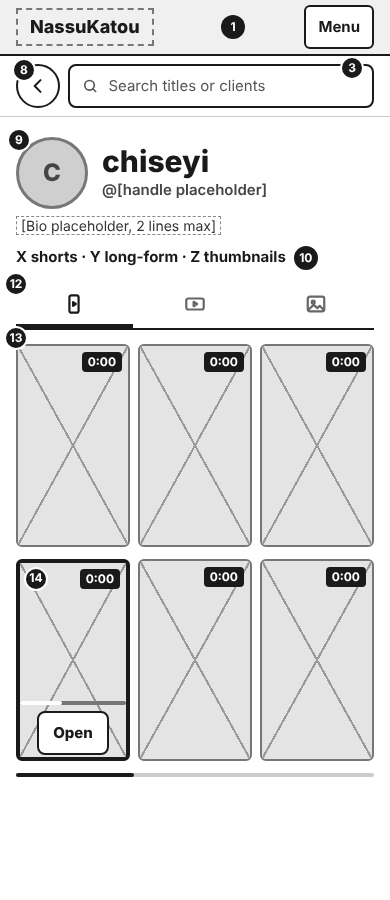 NassuKatou
1
Menu
8
Search titles or clients
3
9
C
chiseyi
@[handle placeholder]
[Bio placeholder, 2 lines max]
X shorts · Y long-form · Z thumbnails
10
12
13
0:00
0:00
0:00
14
0:00
0:00
0:00
Open